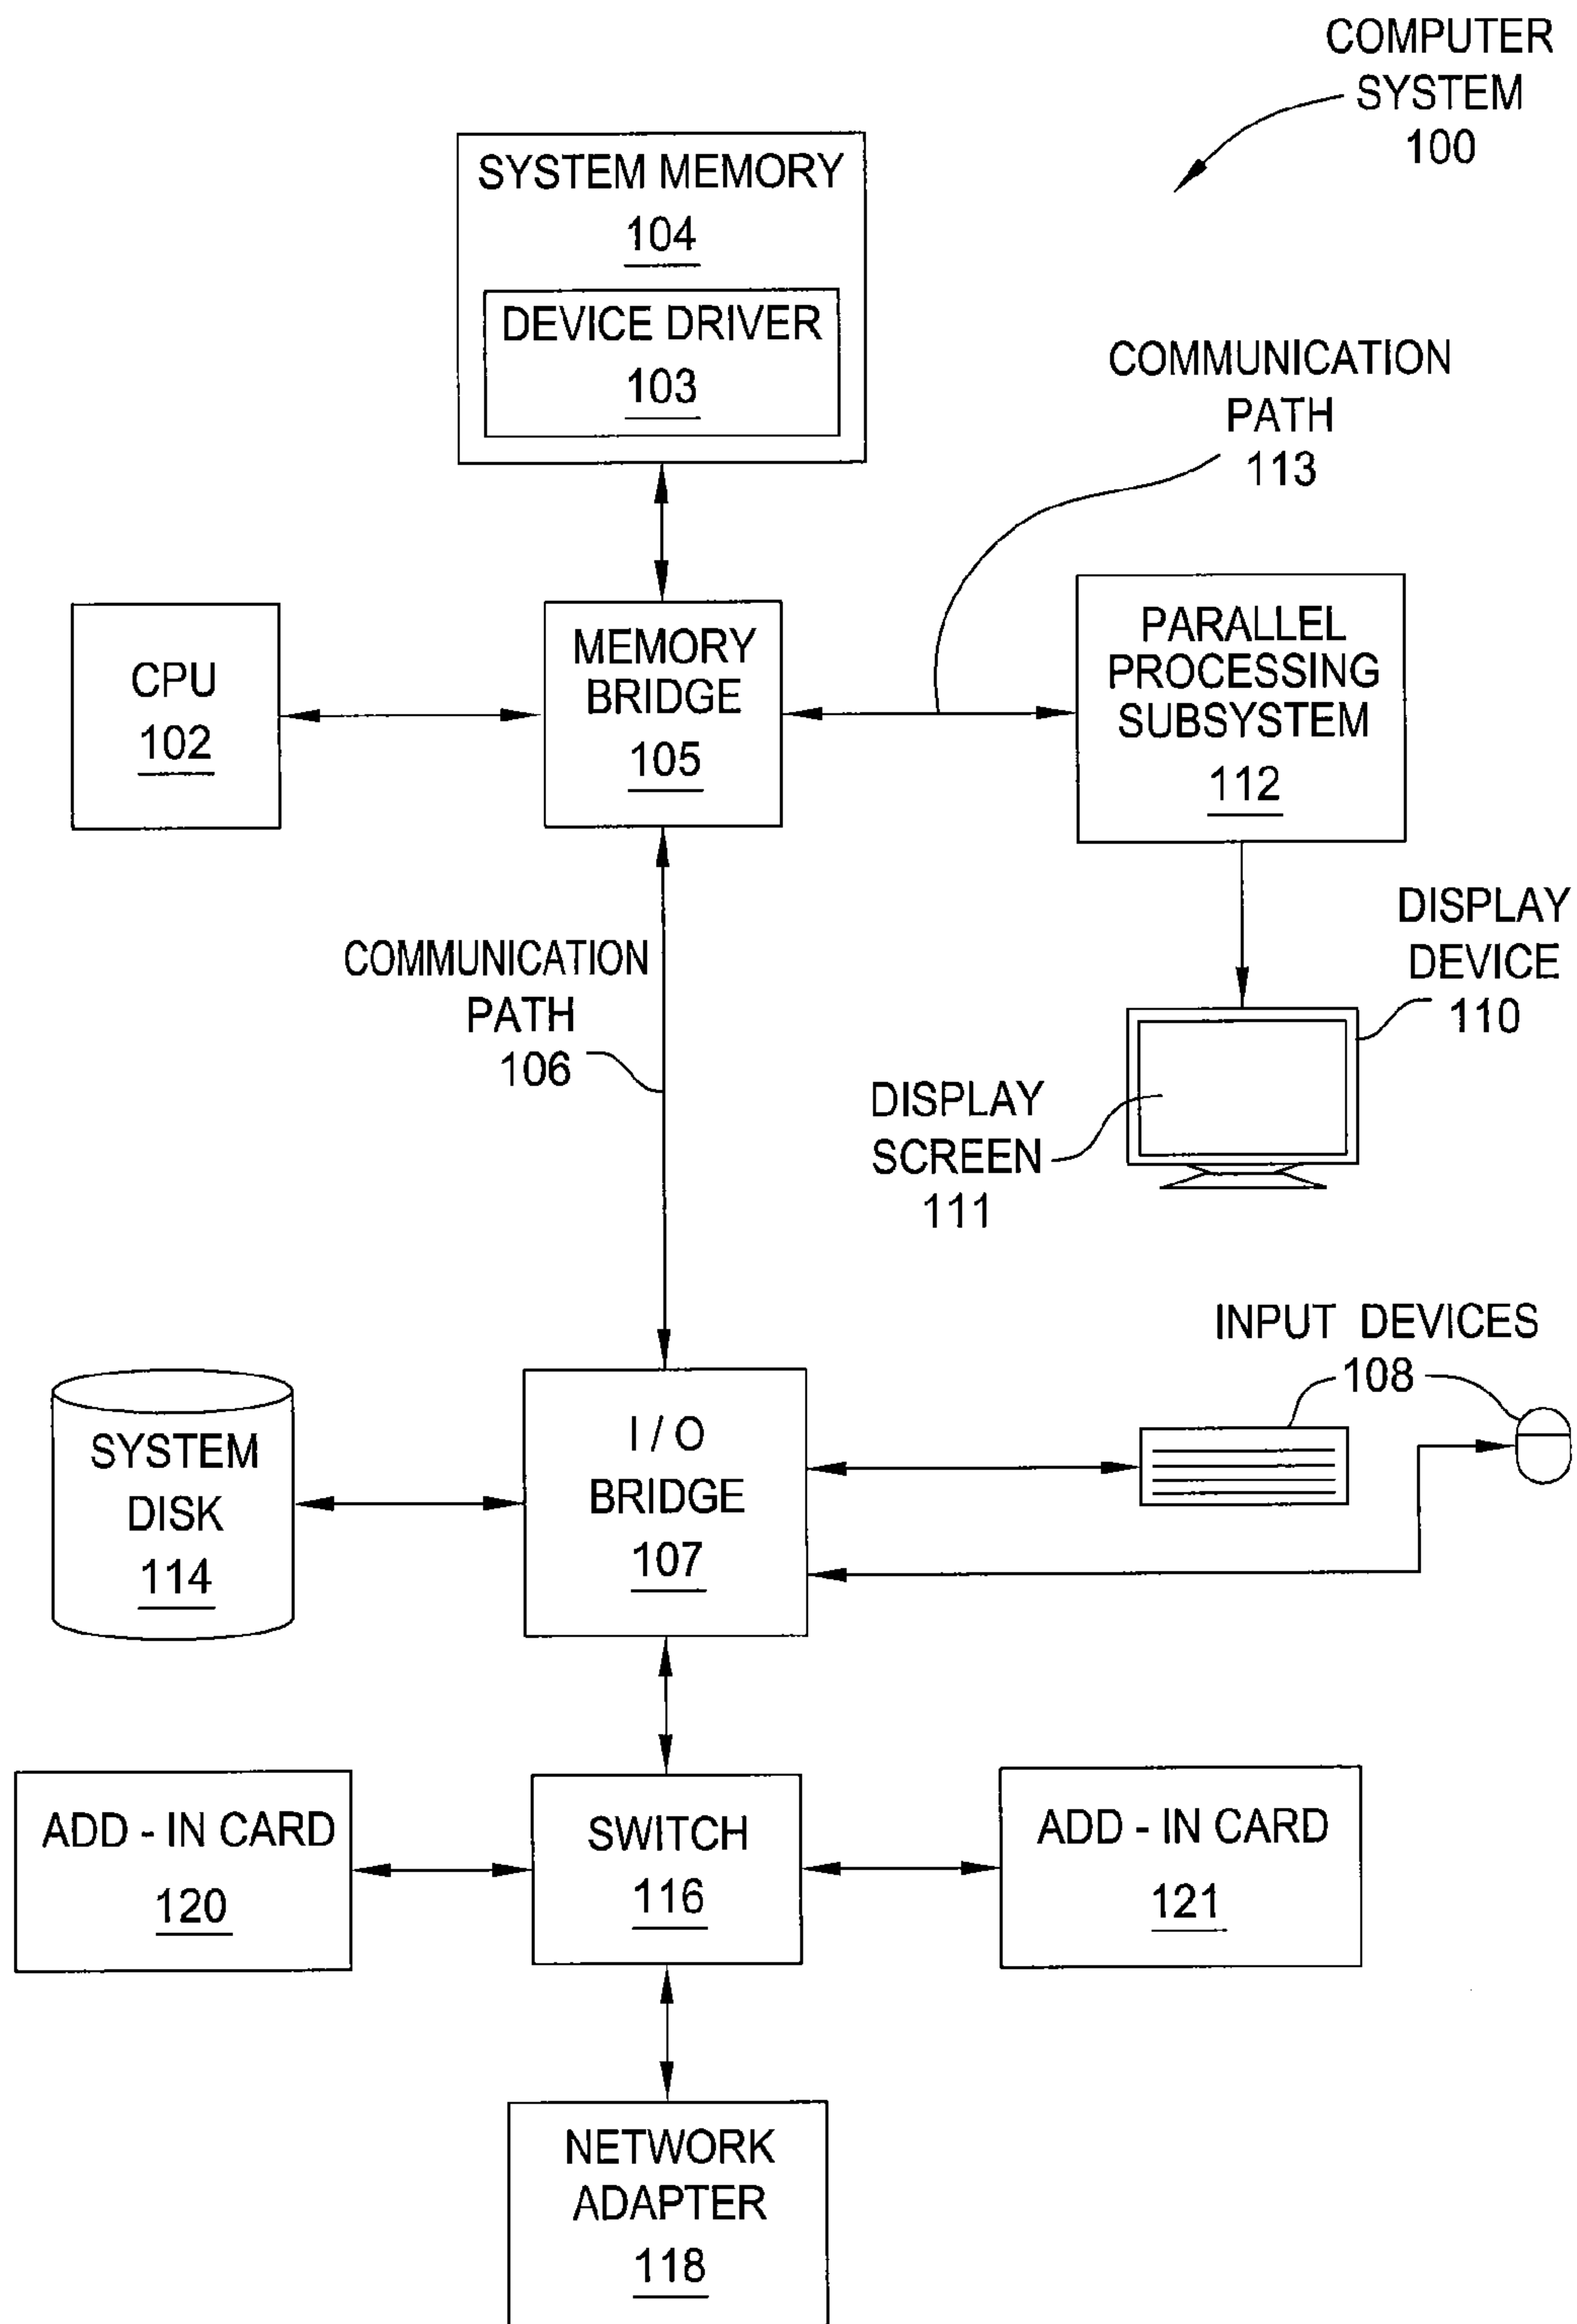 COMPUTER
SYSTEM
100
SYSTEM MEMORY
104
DEVICE DRIVER
103
COMMUNICATION
PATH
113
CPU
102
MEMORY
BRIDGE
105
PARALLEL
PROCESSING
SUBSYSTEM
112
COMMUNICATION
PATH
106
DISPLAY
DEVICE
110
DISPLAY
SCREEN
111
INPUT DEVICES
108
SYSTEM
DISK
114
I / O
BRIDGE
107
ADD - IN CARD
120
SWITCH
116
ADD - IN CARD
121
NETWORK
ADAPTER
118